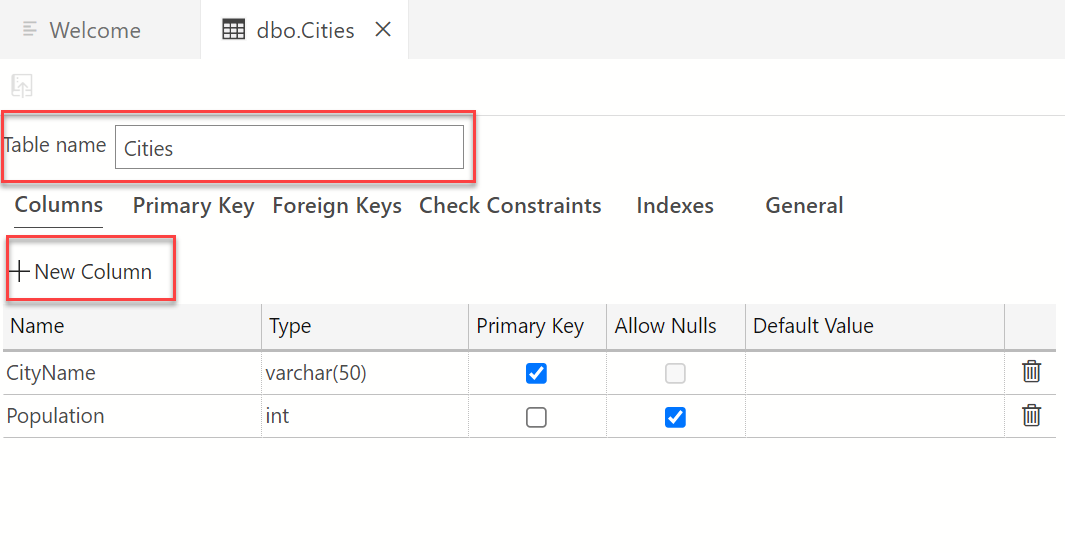 Welcome dbo.Cities
Table name Cities
Columns Primary Key Foreign Keys Check Constraints Indexes General
New Column
Name Type Primary Key Allow Nulls Default Value
CityName varchar(50)
Population int